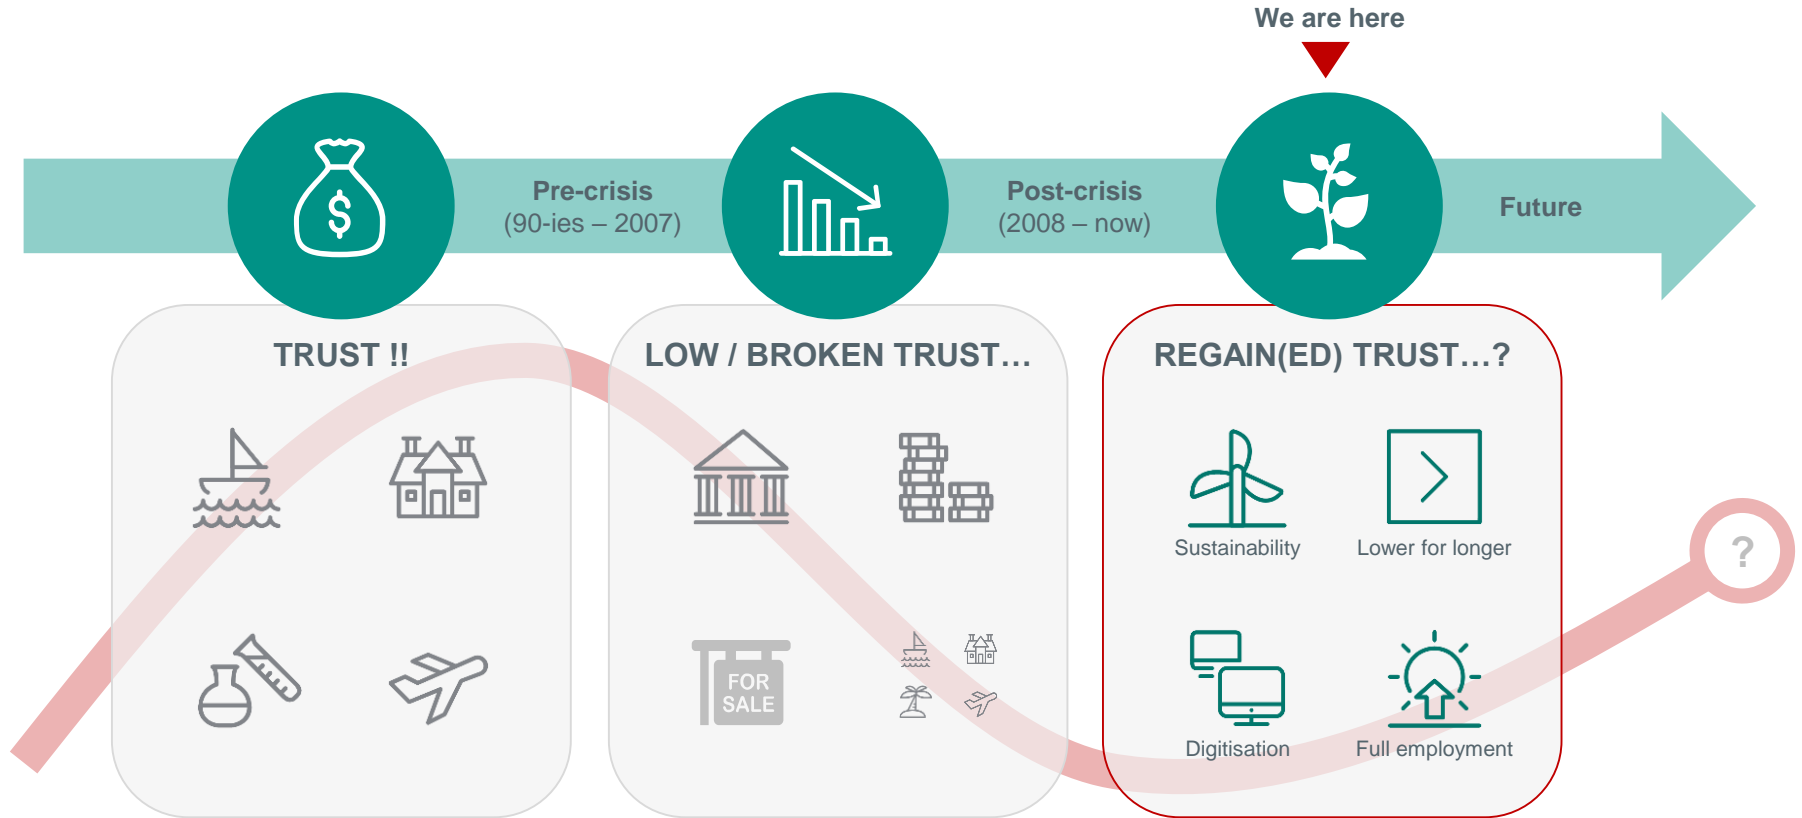 We are here
$
Pre-crisis
(90-ies – 2007)
Post-crisis
(2008 – now)
Future
TRUST !!
LOW / BROKEN TRUST…
REGAIN(ED) TRUST…?
Sustainability
Lower for longer
?
FOR
SALE
Digitisation
Full employment